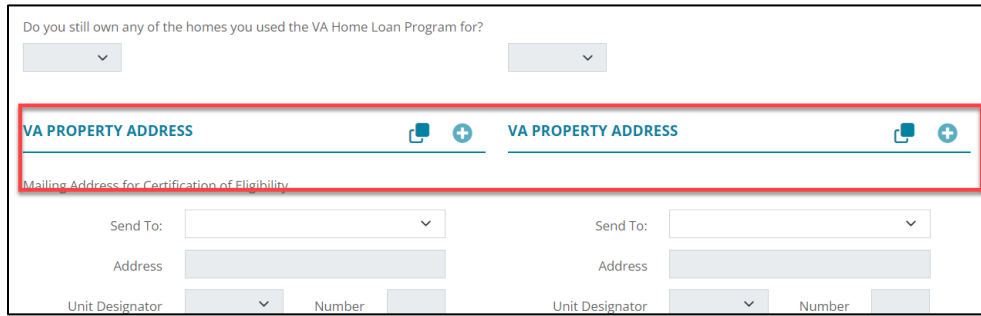 Do you still own any of the homes you used the VA Home Loan Program for?
VA PROPERTY ADDRESS VA PROPERTY ADDRESS
Mailing Address for Certification of Eligibility
Send To: Send To:
Address Address
Unit Designator Number Unit Designator Number